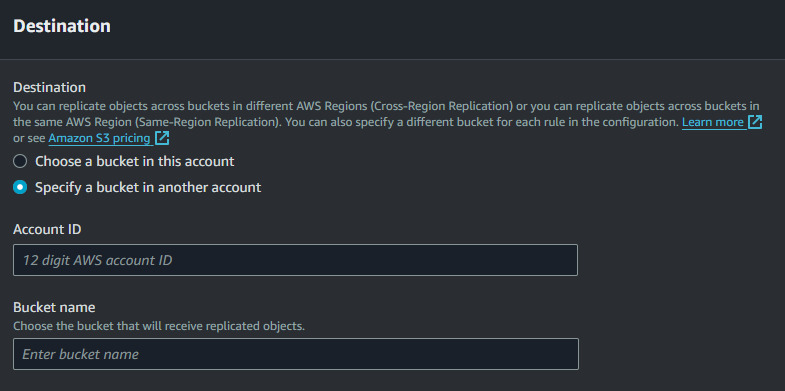 Destination
Destination
You can replicate objects across buckets in different AWS Regions (Cross-Region Replication) or you can replicate objects across buckets in
the same AWS Region (Same-Region Replication). You can also specify a different bucket for each rule in the configuration. Learn more
or see Amazon S3 pricing
Choose a bucket in this account
Specify a bucket in another account
Account ID
12 digit AWS account ID
Bucket name
Choose the bucket that will receive replicated objects.
Enter bucket name